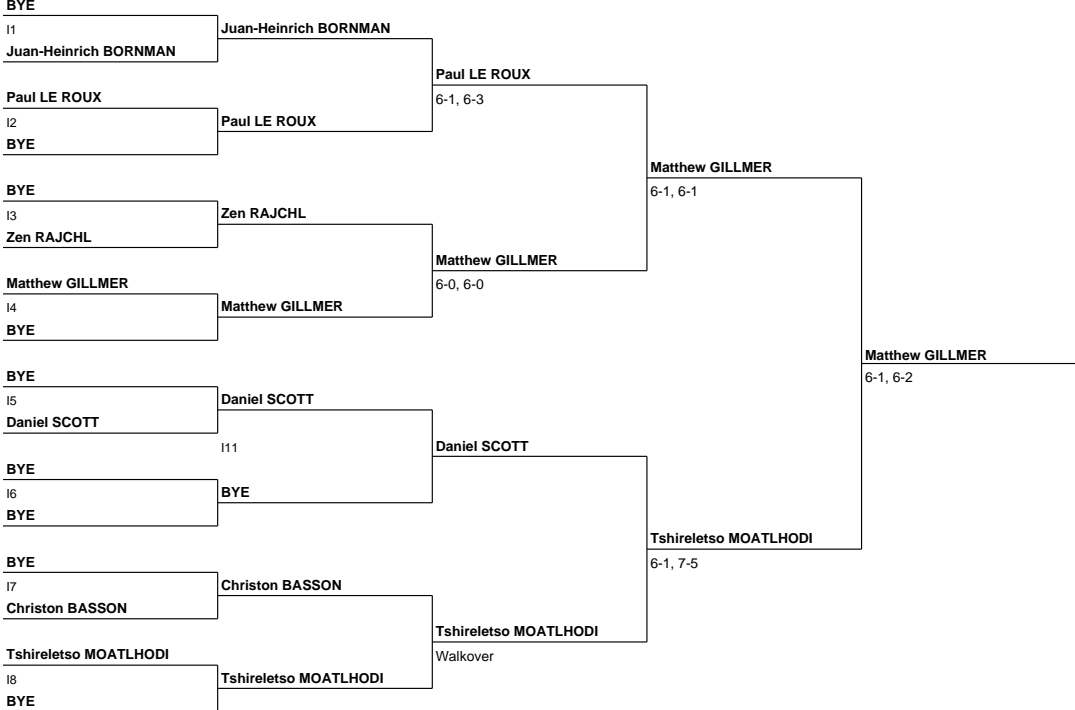 BYE
I1
Juan-Heinrich BORNMAN
Juan-Heinrich BORNMAN
Paul LE ROUX
6-1, 6-3
Paul LE ROUX
I2
BYE
Paul LE ROUX
Matthew GILLMER
6-1, 6-1
BYE
I3
Zen RAJCHL
Zen RAJCHL
Matthew GILLMER
6-0, 6-0
Matthew GILLMER
I4
BYE
Matthew GILLMER
Matthew GILLMER
6-1, 6-2
BYE
I5
Daniel SCOTT
Daniel SCOTT
I11
Daniel SCOTT
BYE
I6
BYE
BYE
Tshireletso MOATLHODI
6-1, 7-5
BYE
I7
Christon BASSON
Christon BASSON
Tshireletso MOATLHODI
Walkover
Tshireletso MOATLHODI
I8
BYE
Tshireletso MOATLHODI